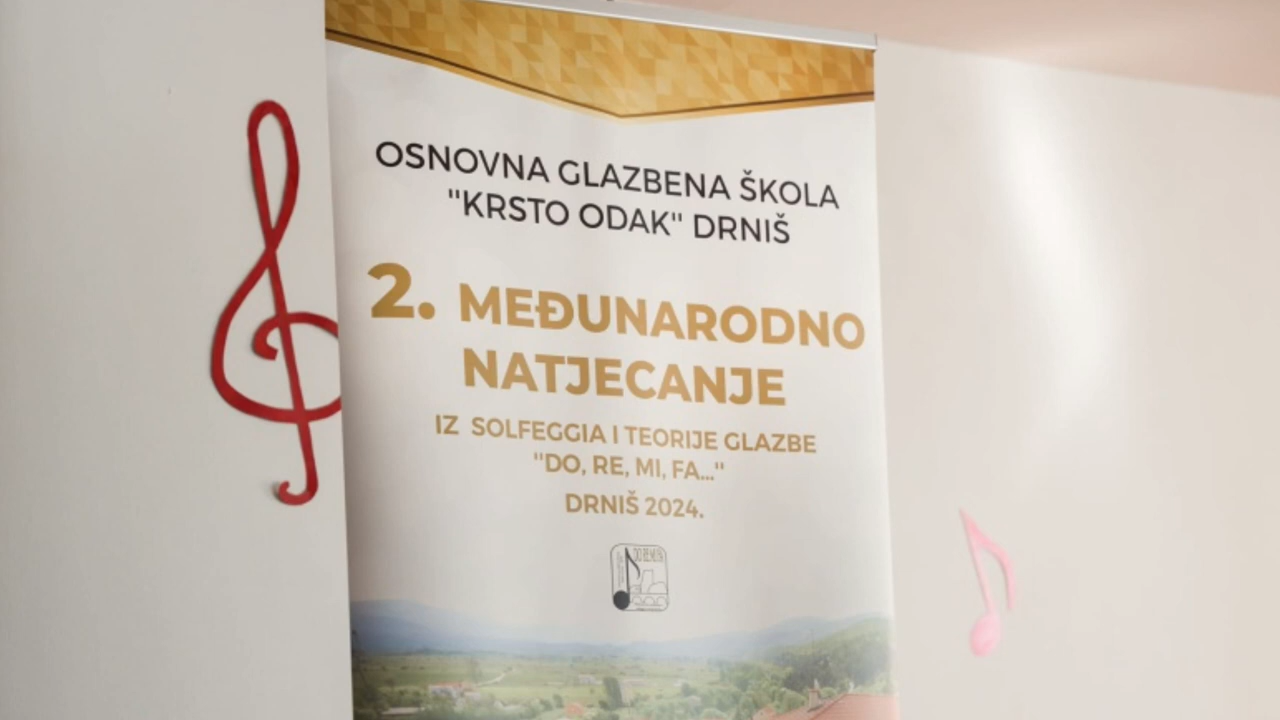 OSNOVNA GLAZBENA ŠKOLA
"KRSTO ODAK" DRNIŠ
2. MEĐUNARODNO
NATJECANJE
IZ SOLFEGGIA I TEORIJE GLAZBE
"DO, RE, MI, FA..."
DRNIŠ 2024.